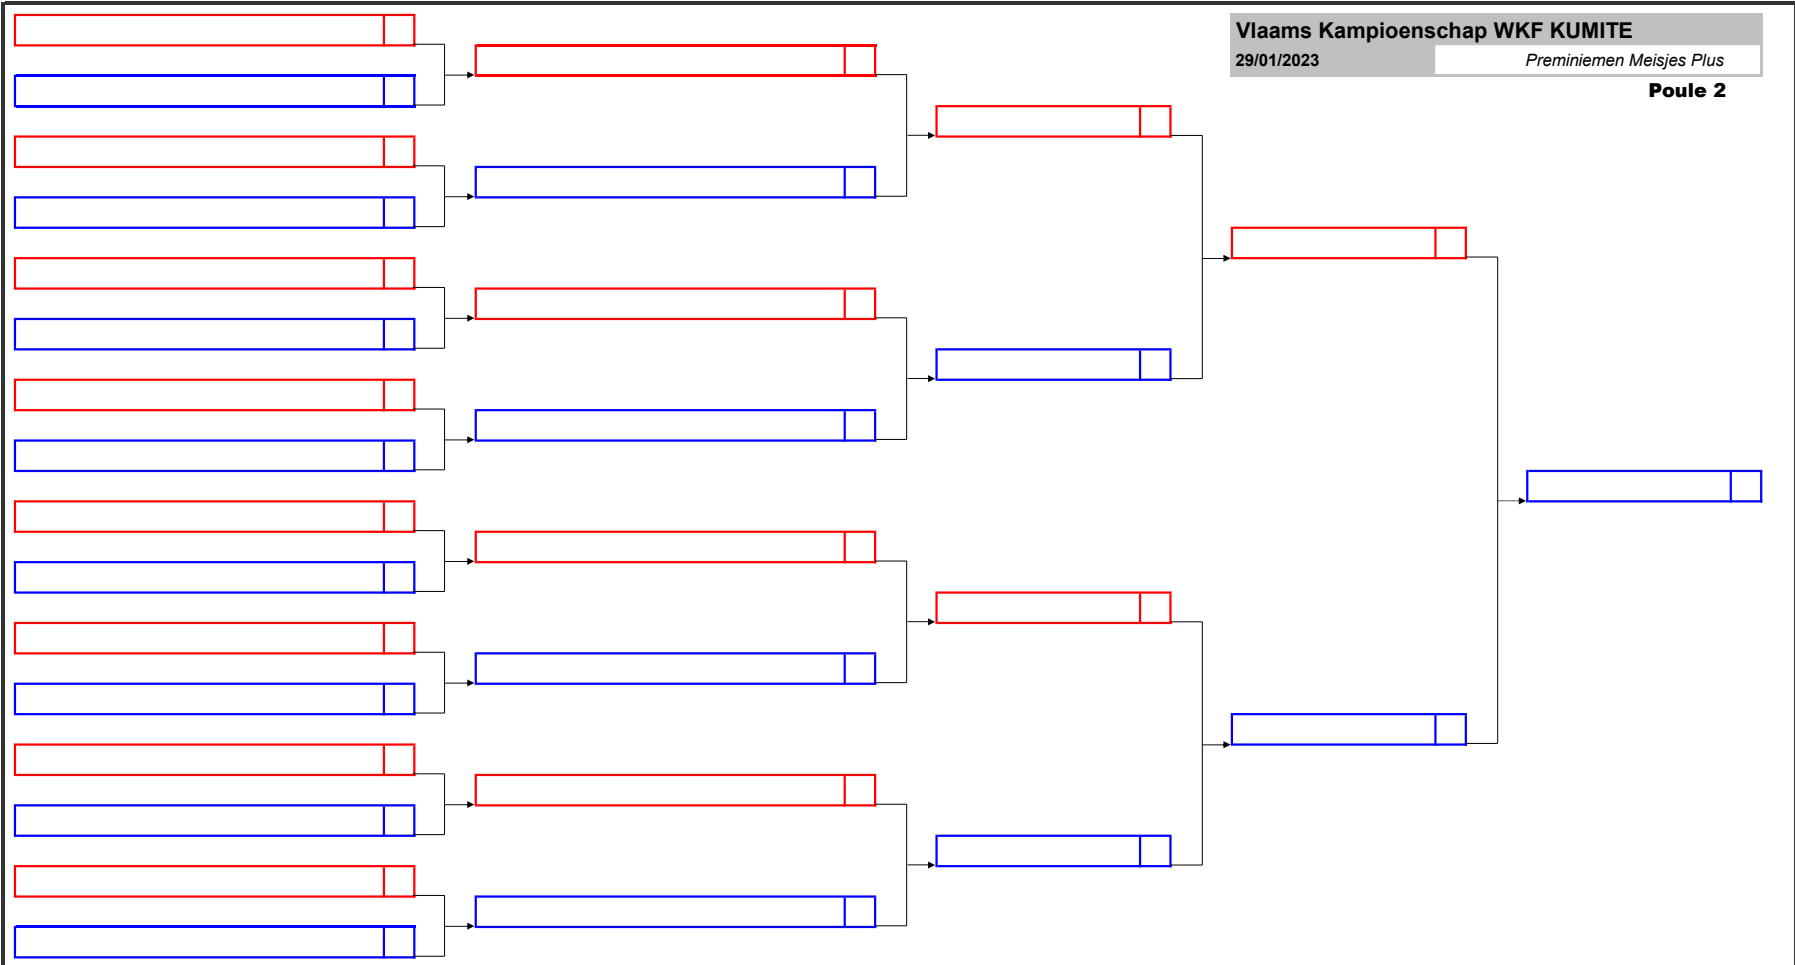 Vlaams Kampioenschap WKF KUMITE
29/01/2023 Preminiemen Meisjes Plus
Poule 2